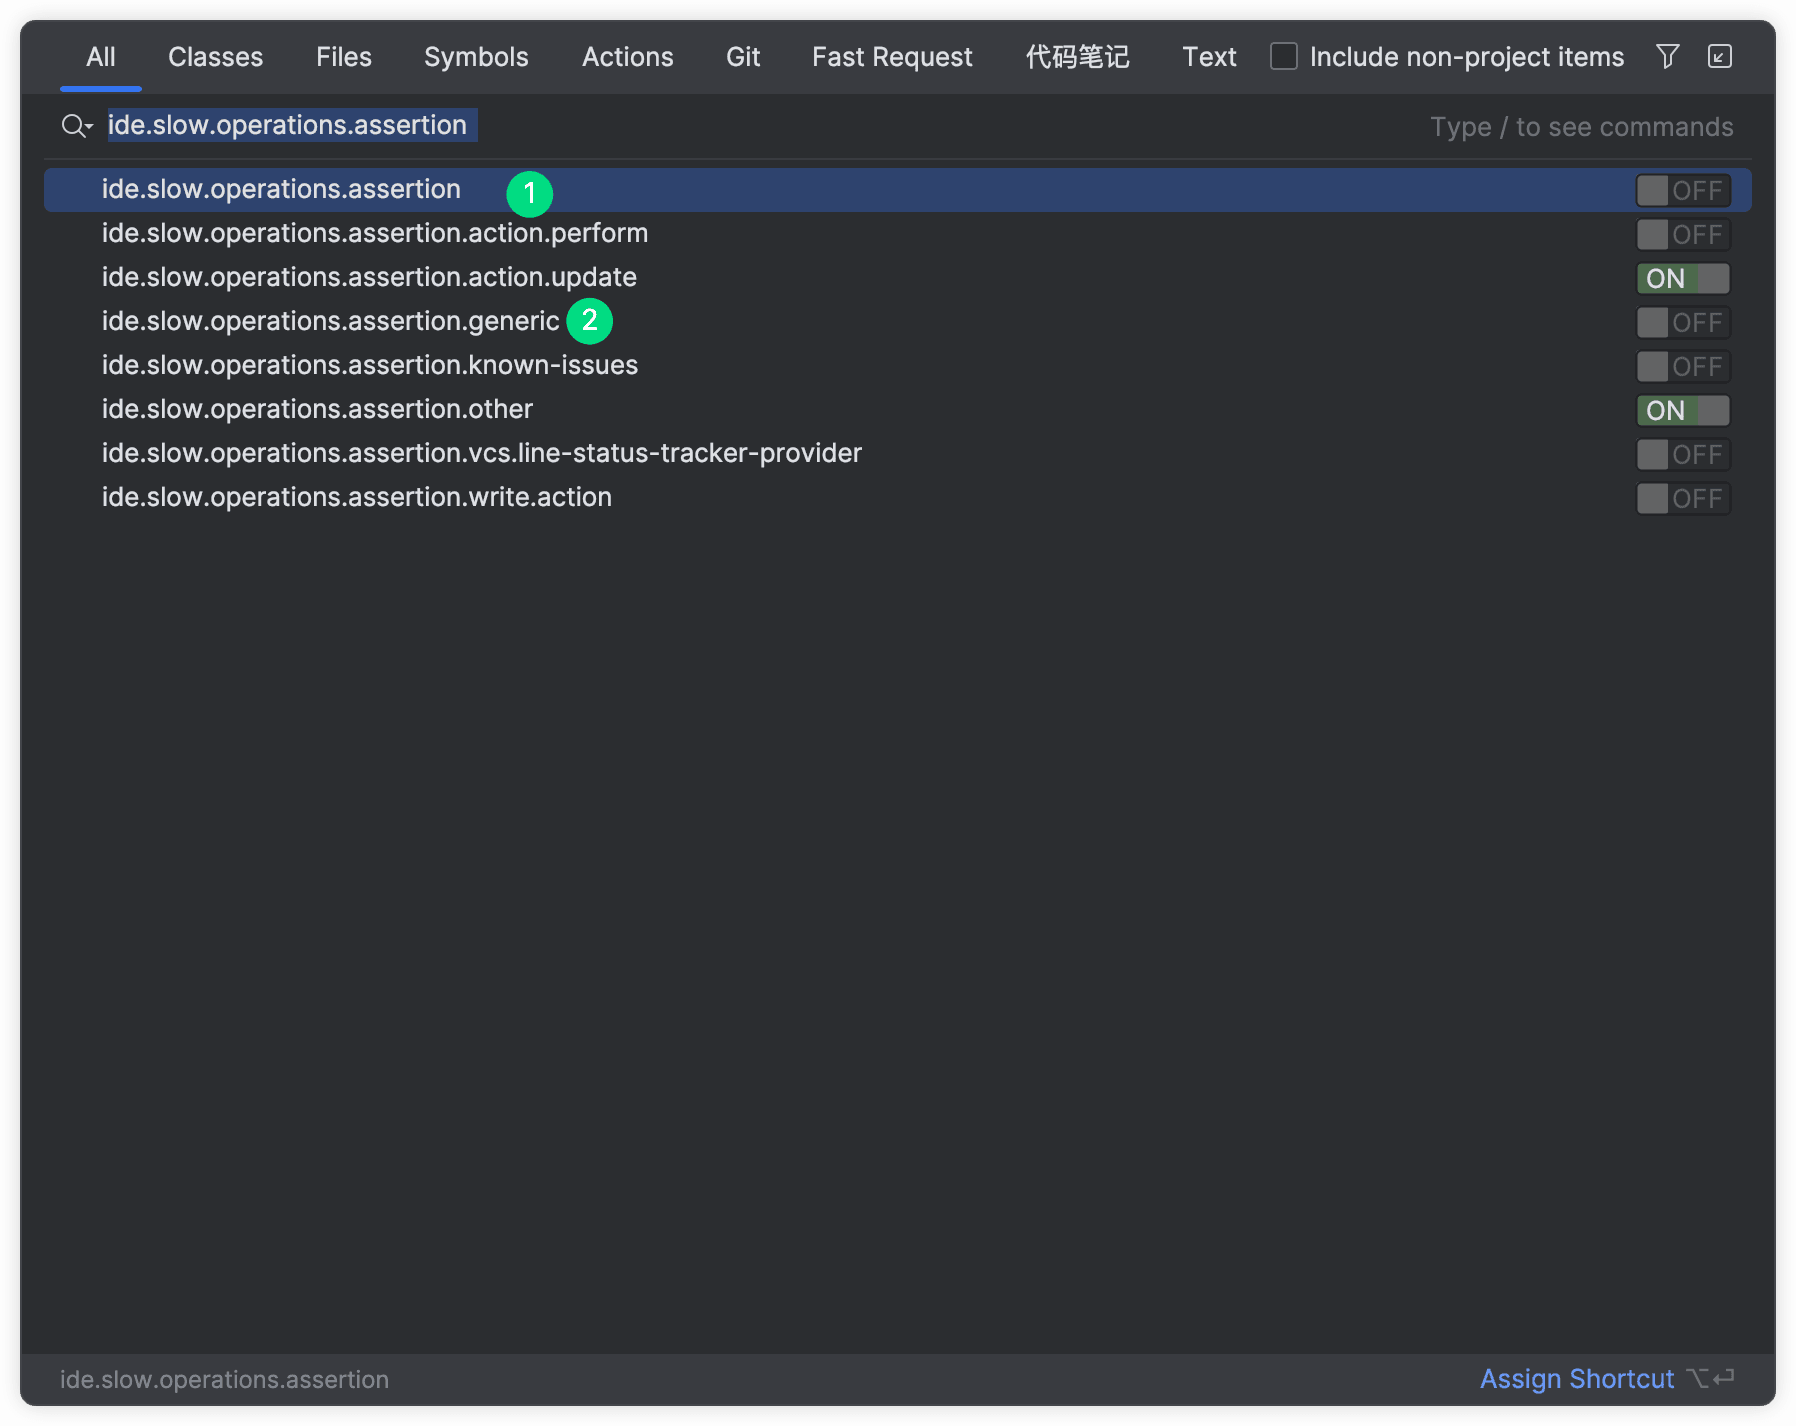 All Classes Files Symbols Actions Git Fast Request 代码笔记 Text Include non-project items
ide.slow.operations.assertion Type / to see commands
ide.slow.operations.assertion 1 OFF
ide.slow.operations.assertion.action.perform OFF
ide.slow.operations.assertion.action.update ON
ide.slow.operations.assertion.generic 2 OFF
ide.slow.operations.assertion.known-issues OFF
ide.slow.operations.assertion.other ON
ide.slow.operations.assertion.vcs.line-status-tracker-provider OFF
ide.slow.operations.assertion.write.action OFF
ide.slow.operations.assertion Assign Shortcut ⌥↩